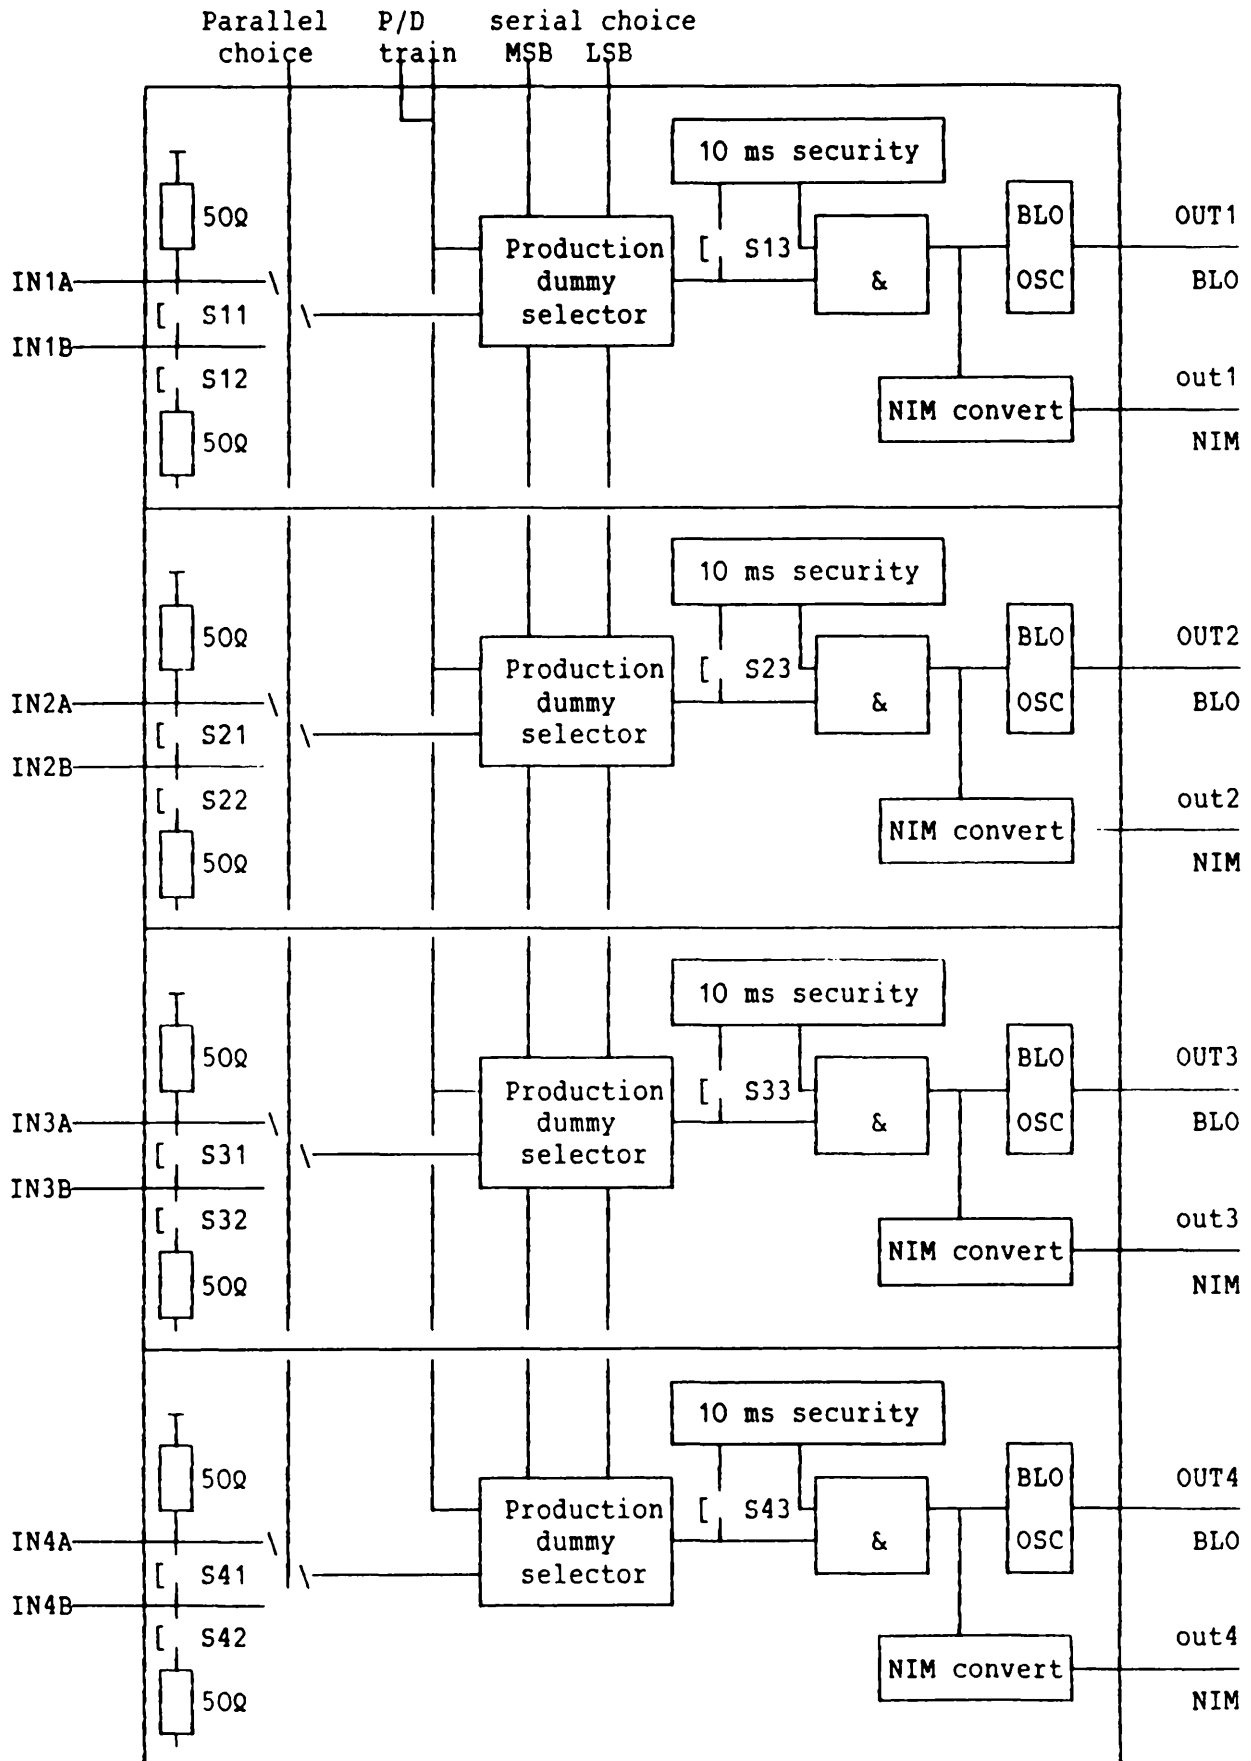 Parallel P/D serial choice
choice train MSB LSB
10 ms security
50Ω BLO OUT1
Production [ S13
IN1A dummy & OSC BLO
[ S11 selector
IN1B
[ S12 out1
50Ω NIM convert
NIM
10 ms security
50Ω BLO OUT2
Production [ S23
IN2A dummy & OSC BLO
[ S21 selector
IN2B
[ S22 out2
50Ω NIM convert
NIM
10 ms security
50Ω BLO OUT3
Production [ S33
IN3A dummy & OSC BLO
[ S31 selector
IN3B
[ S32 out3
50Ω NIM convert
NIM
10 ms security
50Ω BLO OUT4
Production [ S43
IN4A dummy & OSC BLO
[ S41 selector
IN4B
[ S42 out4
50Ω NIM convert
NIM